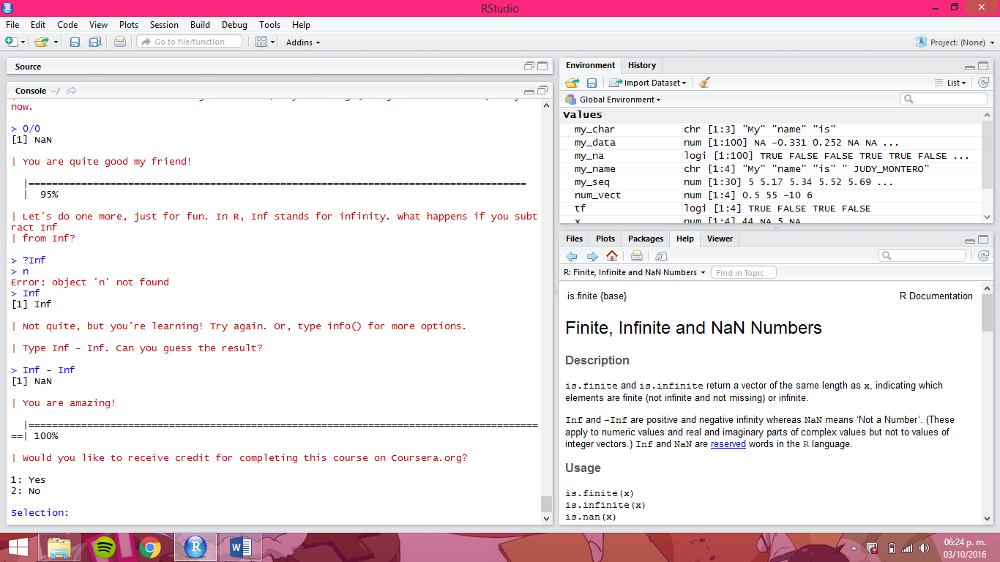 RStudio
File Edit Code View Plots Session Build Debug Tools Help
Go to file/function Addins Project: (None)
Source
Console ~/
now.
> 0/0
[1] NaN
| You are quite good my friend!
|=====================================================================================
| 95%
| Let's do one more, just for fun. In R, Inf stands for infinity. What happens if you subt
ract Inf
| from Inf?
> ?Inf
> n
Error: object 'n' not found
> Inf
[1] Inf
| Not quite, but you're learning! Try again. Or, type info() for more options.
| Type Inf - Inf. Can you guess the result?
> Inf - Inf
[1] NaN
| You are amazing!
|=======================================================================================
==| 100%
| Would you like to receive credit for completing this course on Coursera.org?
1: Yes
2: No
Selection:
Environment History
Import Dataset List
Global Environment
Values
my_char chr [1:3] "My" "name" "is"
my_data num [1:100] NA -0.331 0.252 NA NA ...
my_na logi [1:100] TRUE FALSE FALSE TRUE TRUE FALSE ...
my_name chr [1:4] "My" "name" "is" " JUDY_MONTERO"
my_seq num [1:30] 5 5.17 5.34 5.52 5.69 ...
num_vect num [1:4] 0.5 55 -10 6
tf logi [1:4] TRUE FALSE TRUE FALSE
x num [1:4] 44 NA 5 NA
Files Plots Packages Help Viewer
R: Finite, Infinite and NaN Numbers Find in Topic
is.finite {base} R Documentation
Finite, Infinite and NaN Numbers
Description
is.finite and is.infinite return a vector of the same length as x, indicating which
elements are finite (not infinite and not missing) or infinite.
Inf and -Inf are positive and negative infinity whereas NaN means ‘Not a Number’. (These
apply to numeric values and real and imaginary parts of complex values but not to values of
integer vectors.) Inf and NaN are reserved words in the R language.
Usage
is.finite(x)
is.infinite(x)
is.nan(x)
06:24 p. m.
03/10/2016